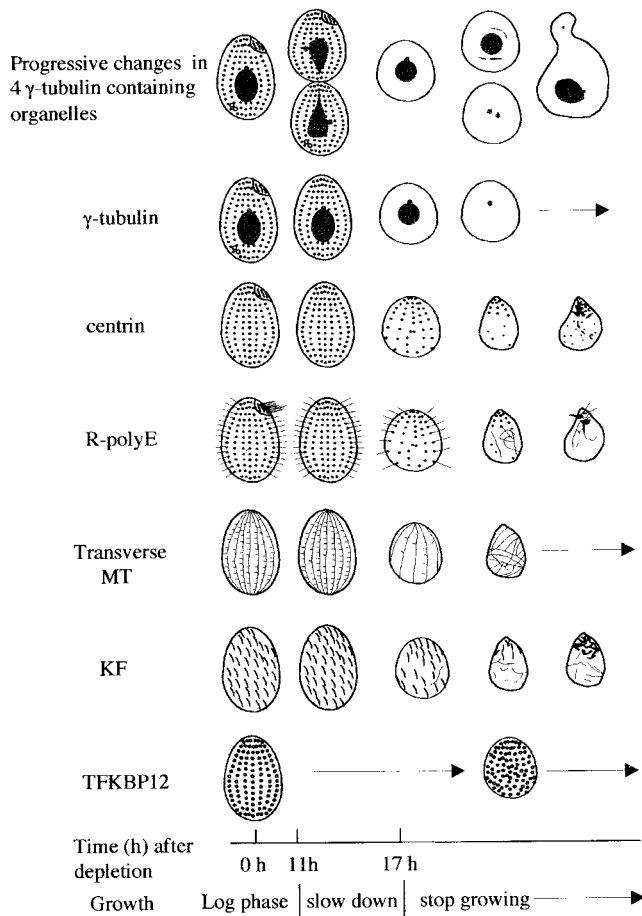 Progressive changes in
4 γ-tubulin containing
organelles
γ-tubulin
centrin
R-polyE
Transverse
MT
KF
TFKBP12
Time (h) after
depletion
0 h 11h 17 h
Growth Log phase slow down stop growing